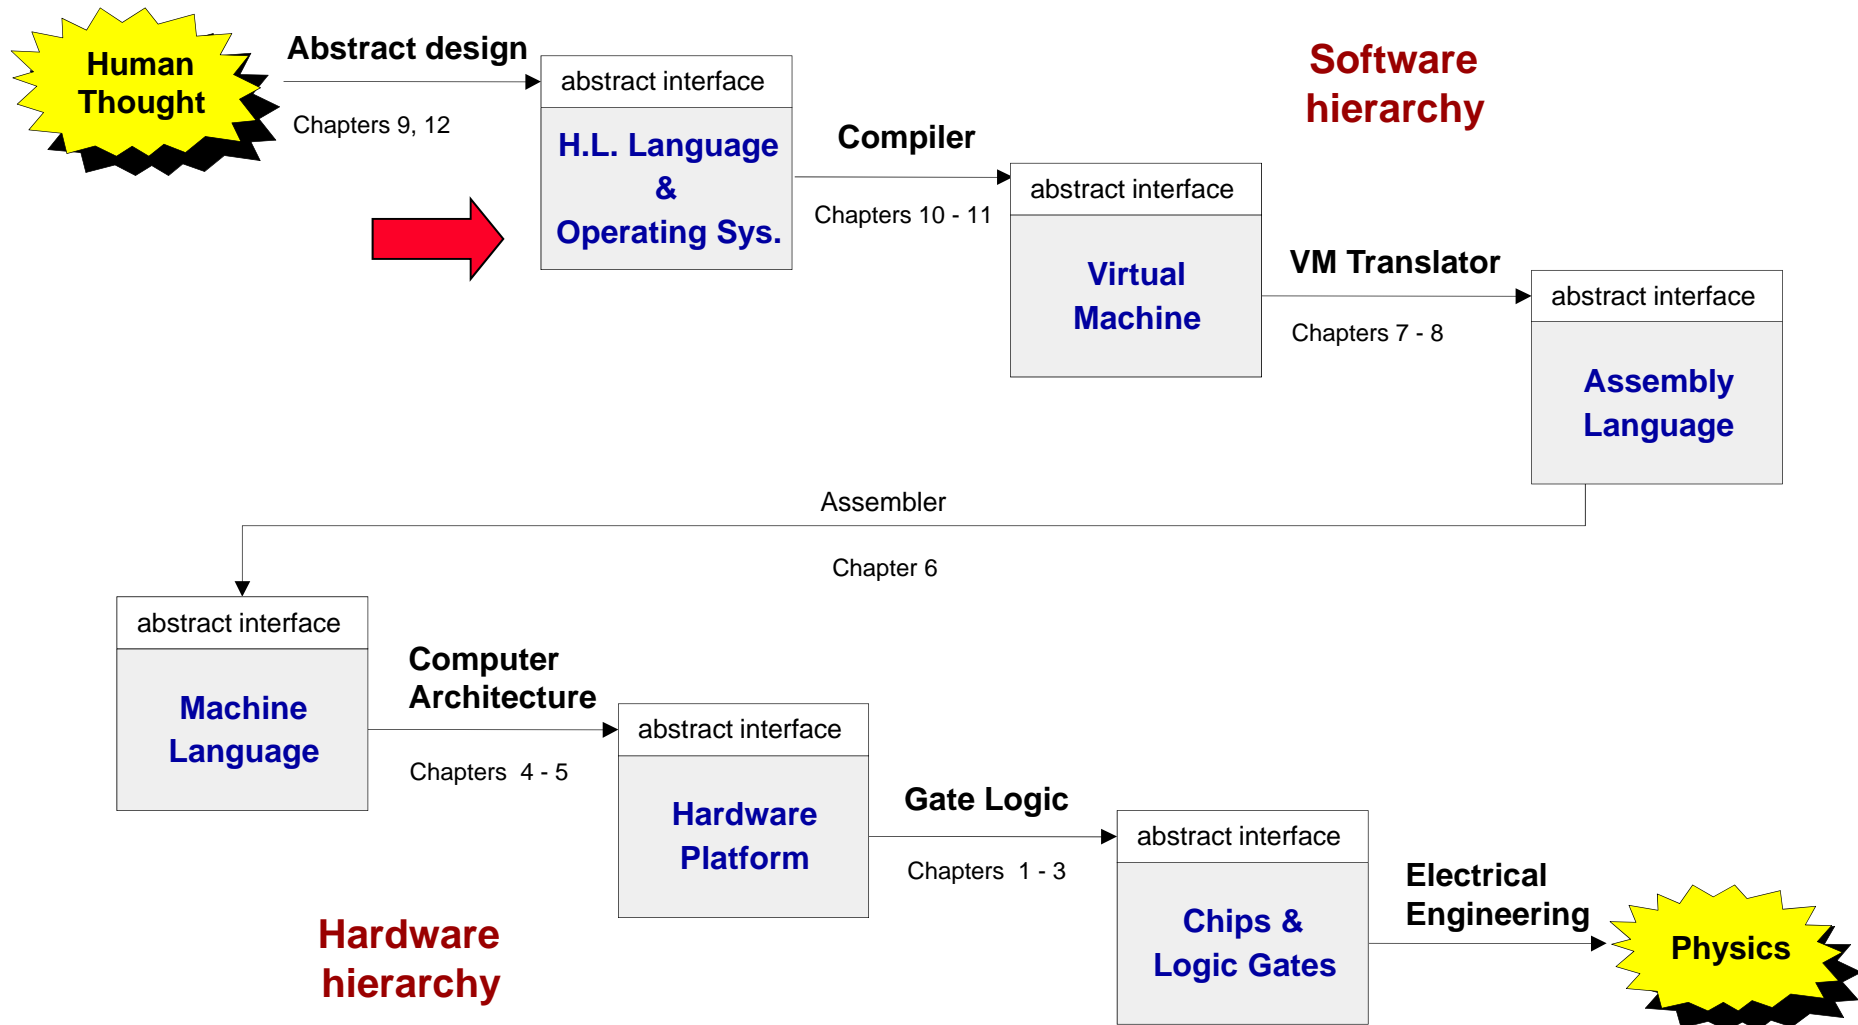 Human
Thought
Abstract design
Chapters 9, 12
abstract interface
H.L. Language
&
Operating Sys.
Software
hierarchy
Compiler
Chapters 10 - 11
abstract interface
Virtual
Machine
VM Translator
Chapters 7 - 8
abstract interface
Assembly
Language
Assembler
Chapter 6
abstract interface
Machine
Language
Computer
Architecture
Chapters 4 - 5
abstract interface
Hardware
Platform
Gate Logic
Chapters 1 - 3
abstract interface
Chips &
Logic Gates
Electrical
Engineering
Physics
Hardware
hierarchy